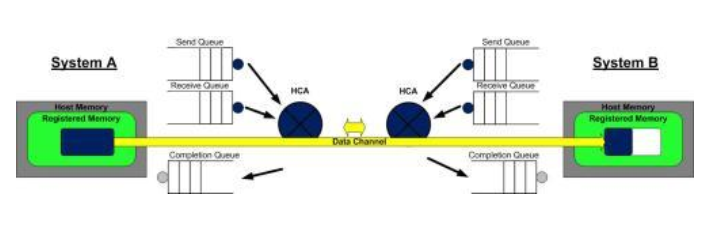 System A
Send Queue
Receive Queue
HCA
HCA
Send Queue
Receive Queue
System B
Host Memory
Registered Memory
Host Memory
Registered Memory
Data Channel
Completion Queue
Completion Queue